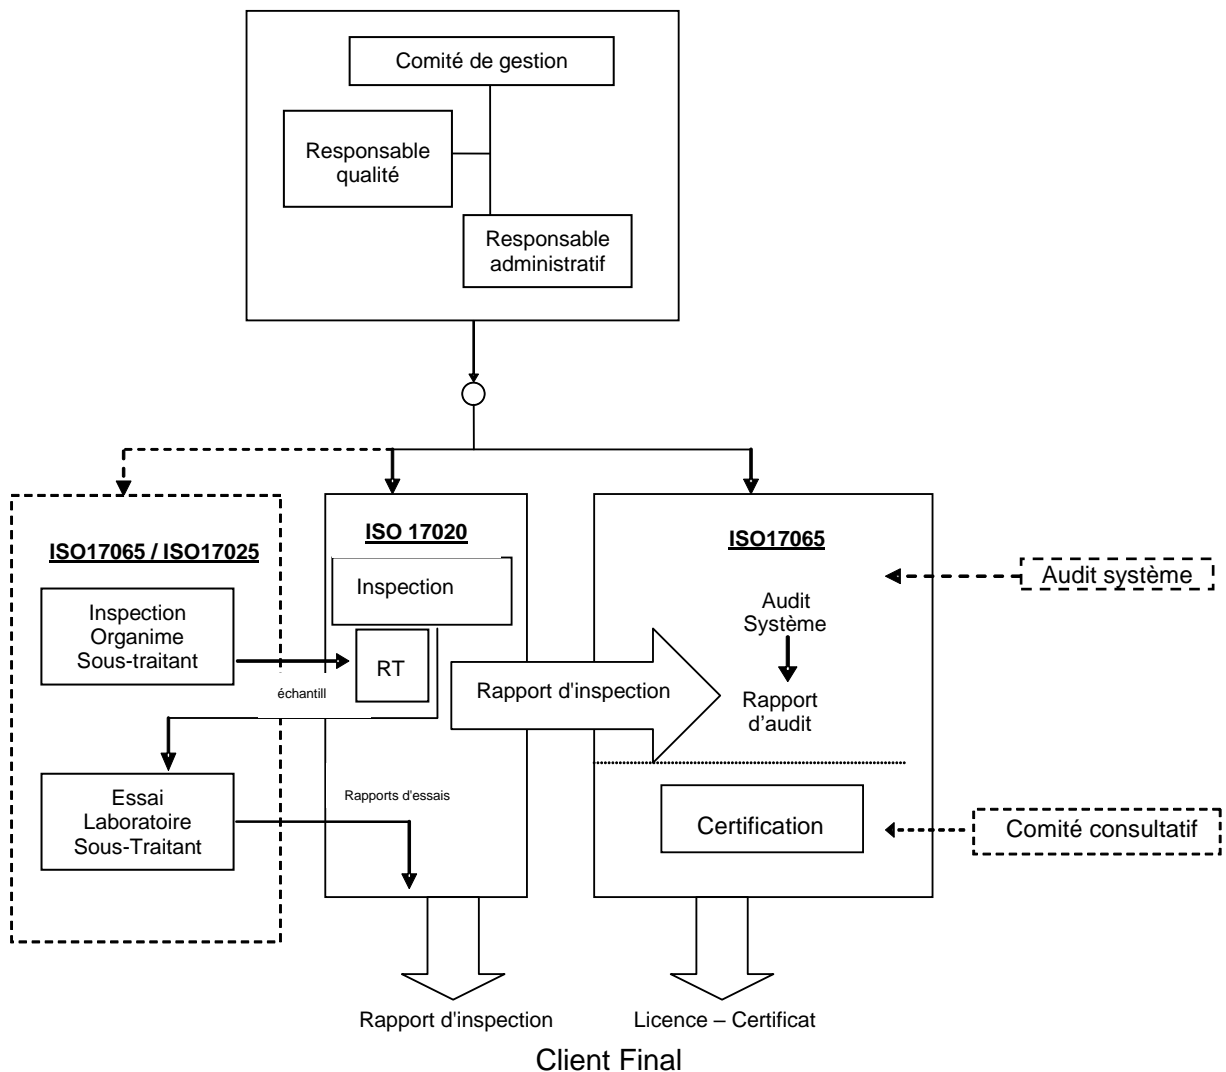 Comité de gestion
Responsable
qualité
Responsable
administratif
ISO17065 / ISO17025
Inspection
Organime
Sous-traitant
échantill
Essai
Laboratoire
Sous-Traitant
ISO 17020
Inspection
RT
Rapport d'inspection
Rapports d'essais
ISO17065
Audit
Système
Rapport
d’audit
Certification
Audit système
Comité consultatif
Rapport d'inspection
Licence – Certificat
Client Final